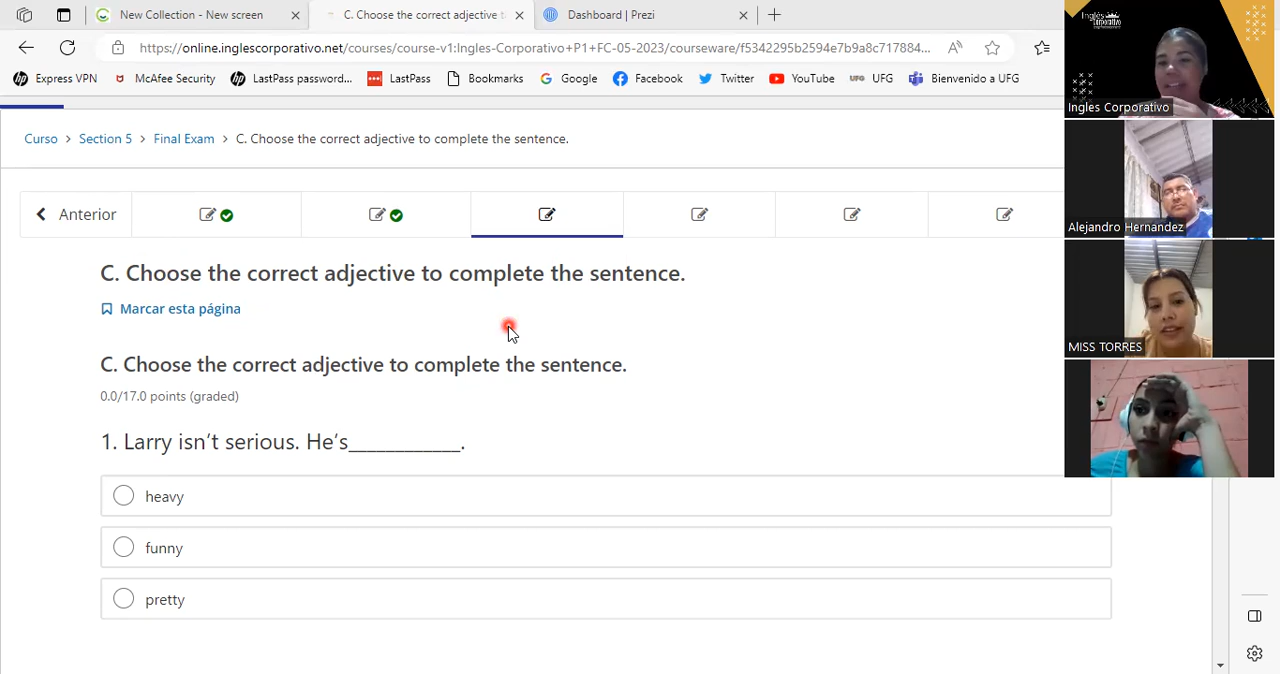 New Collection - New screen
C. Choose the correct adjective t
Dashboard | Prezi
https://online.inglescorporativo.net/courses/course-v1:Ingles-Corporativo+P1+FC-05-2023/courseware/f5342295b2594e7b9a8c717884...
Express VPN
McAfee Security
LastPass password...
LastPass
Bookmarks
Google
Facebook
Twitter
YouTube
UFG
UFG
Bienvenido a UFG
Curso > Section 5 > Final Exam > C. Choose the correct adjective to complete the sentence.
Anterior
C. Choose the correct adjective to complete the sentence.
Marcar esta página
C. Choose the correct adjective to complete the sentence.
0.0/17.0 points (graded)
1. Larry isn't serious. He's____________.
heavy
funny
pretty
Inglés
Corporativo
Ingles Corporativo
Alejandro Hernandez
MISS TORRES